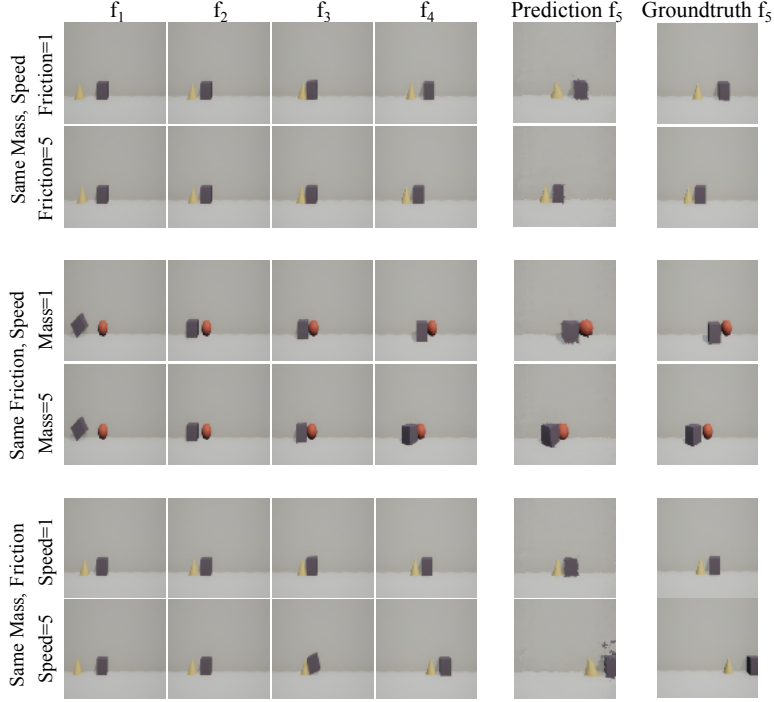 f₁ f₂ f₃ f₄ Prediction f₅ Groundtruth f₅
Same Mass, Speed
Friction=1
Friction=5
Same Friction, Speed
Mass=1
Mass=5
Same Mass, Friction
Speed=1
Speed=5